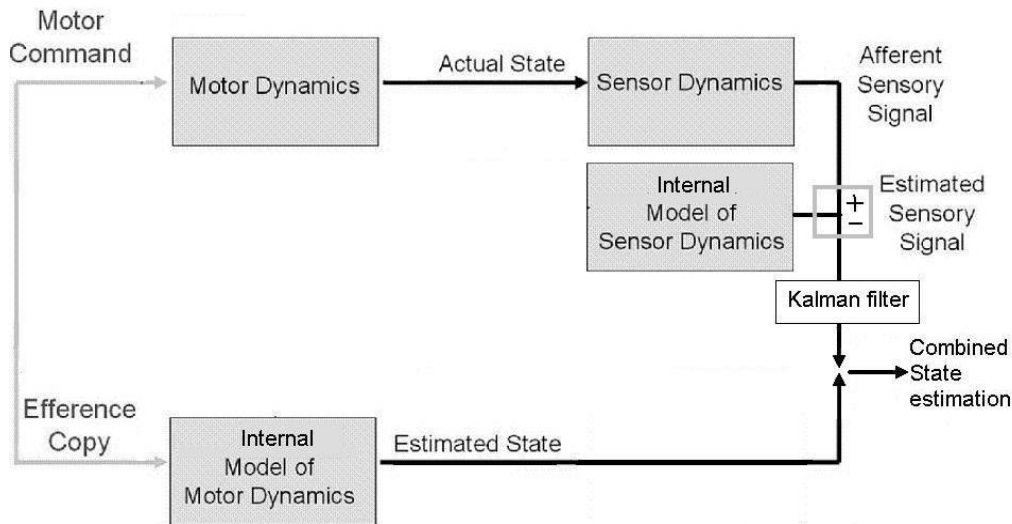 Motor
Command
Motor Dynamics
Actual State
Sensor Dynamics
Afferent
Sensory
Signal
Internal
Model of
Sensor Dynamics
+
−
Estimated
Sensory
Signal
Kalman filter
Combined
State
estimation
Efference
Copy
Internal
Model of
Motor Dynamics
Estimated State